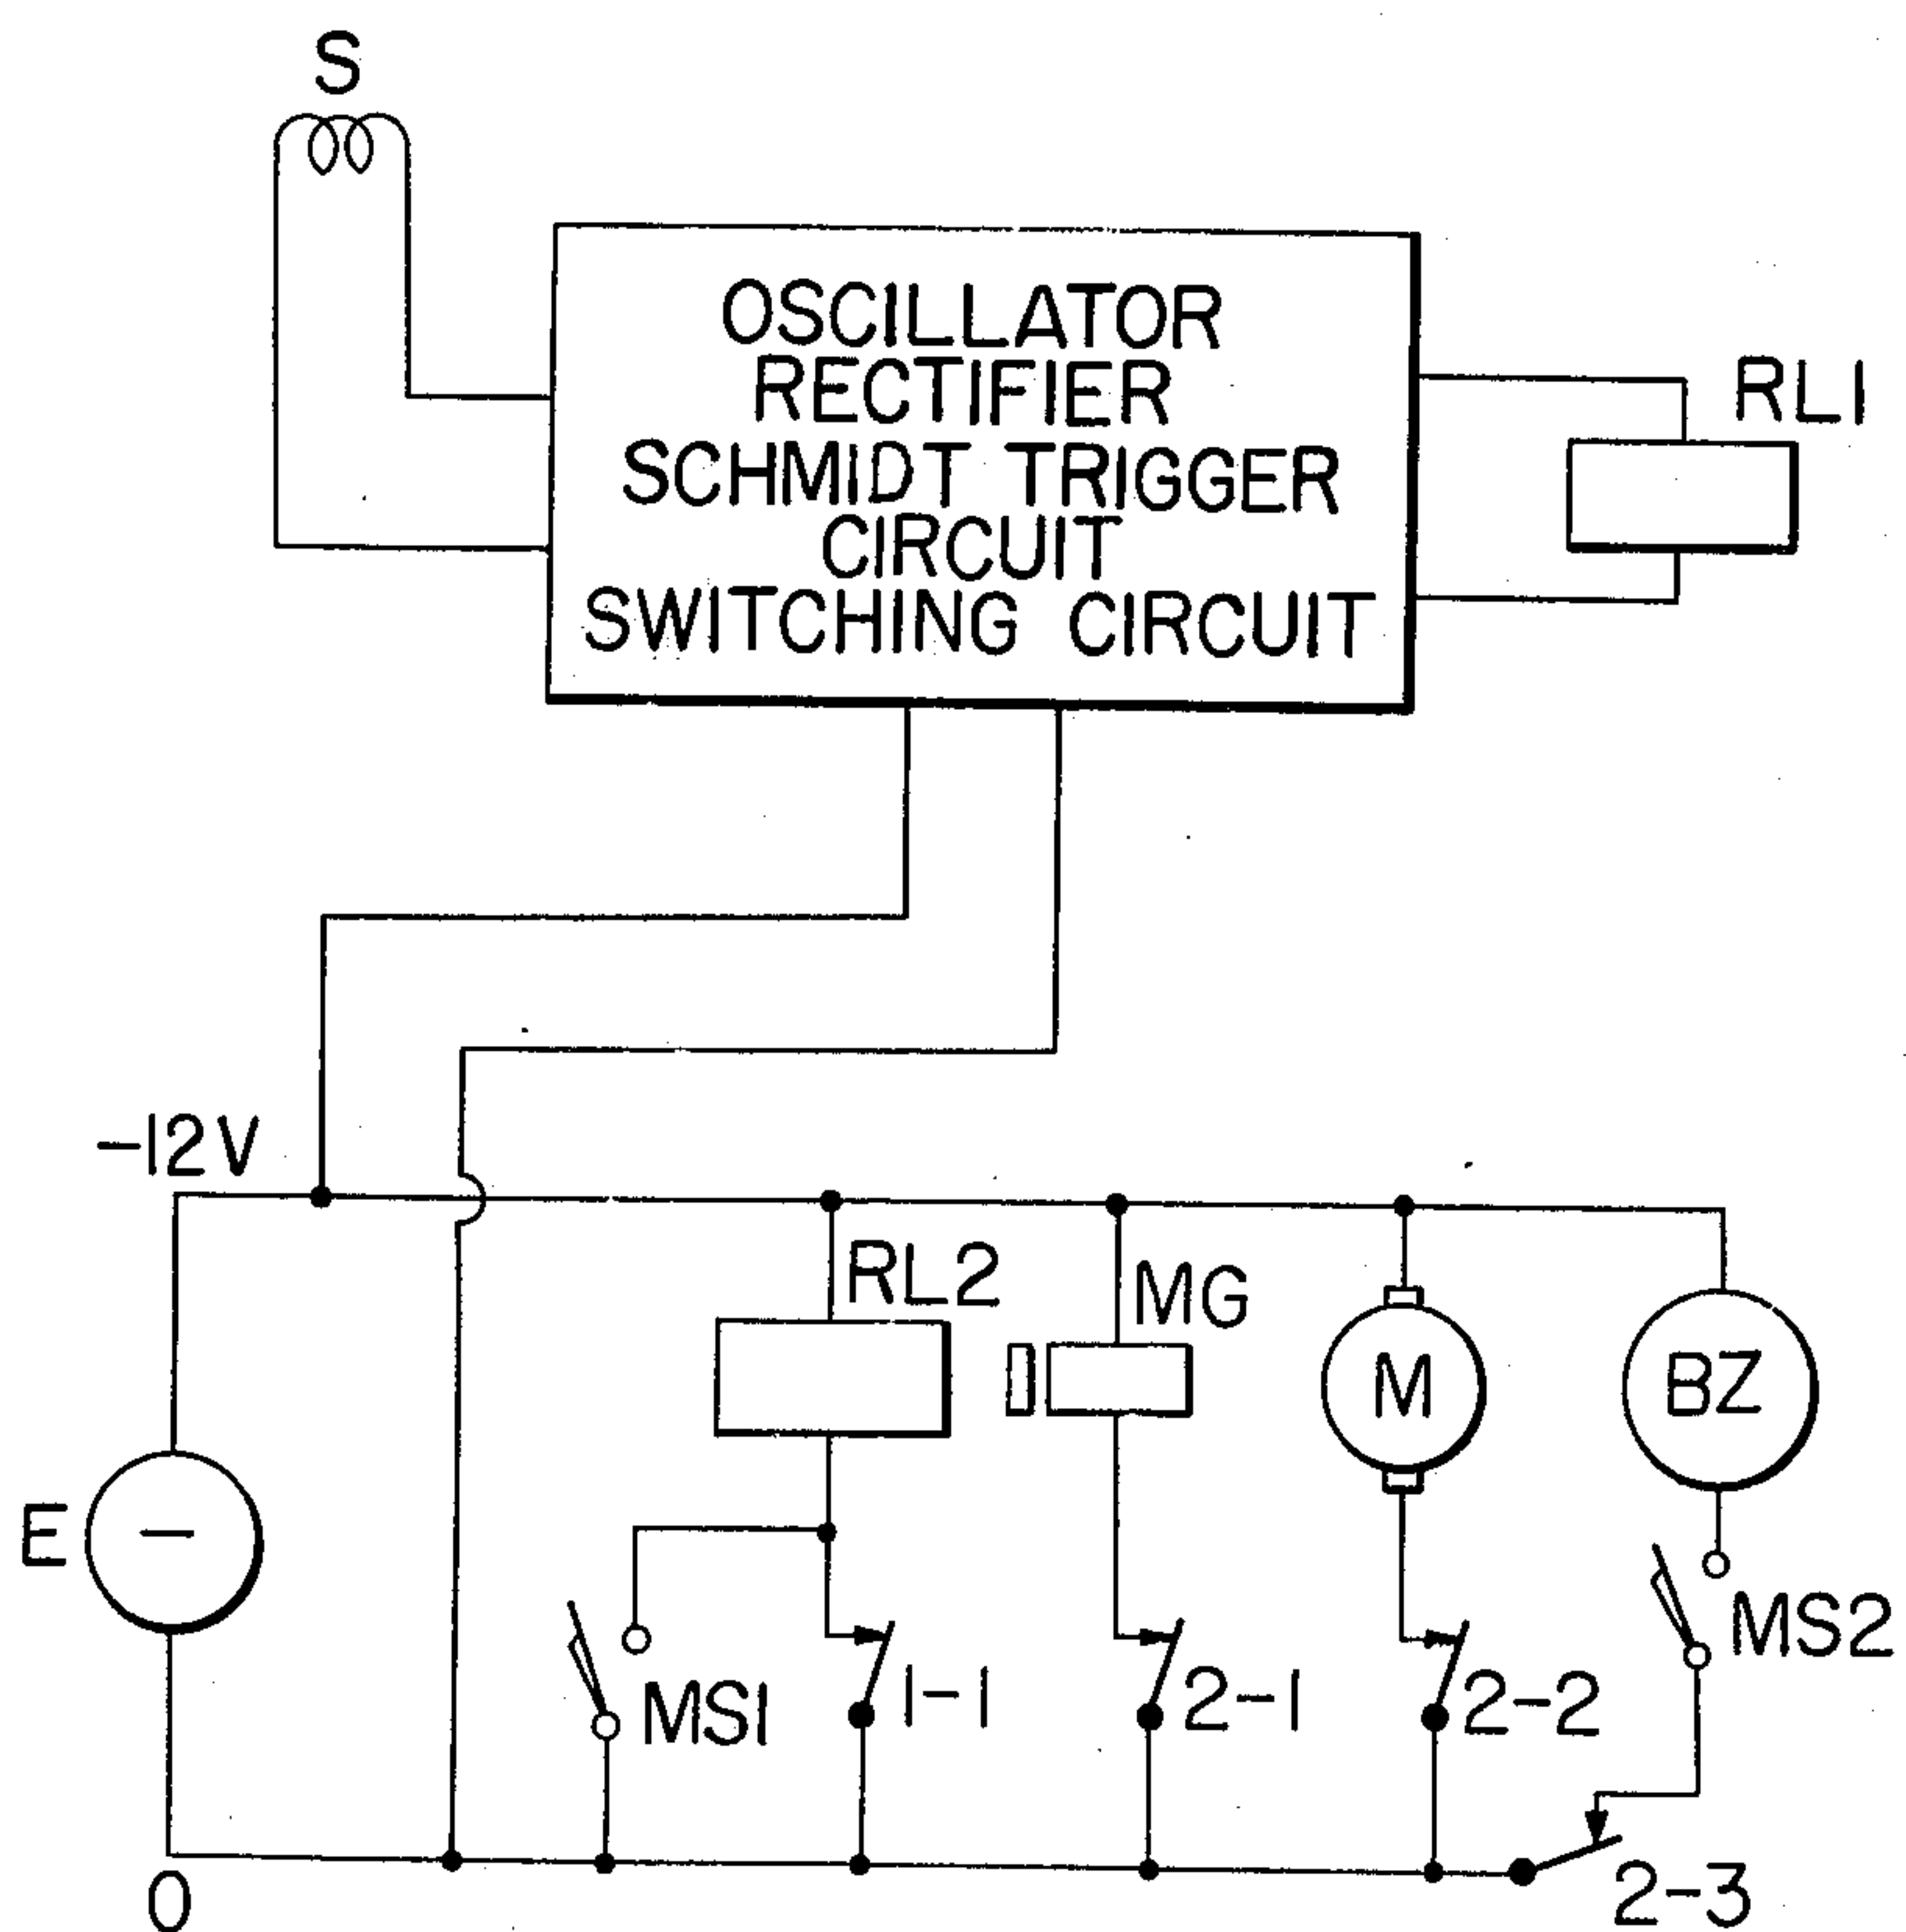 S
OSCILLATOR
RECTIFIER
SCHMIDT TRIGGER
CIRCUIT
SWITCHING CIRCUIT
RL1
-12V
RL2
MG
M
BZ
E
-
MS1
1-1
2-1
2-2
MS2
2-3
0